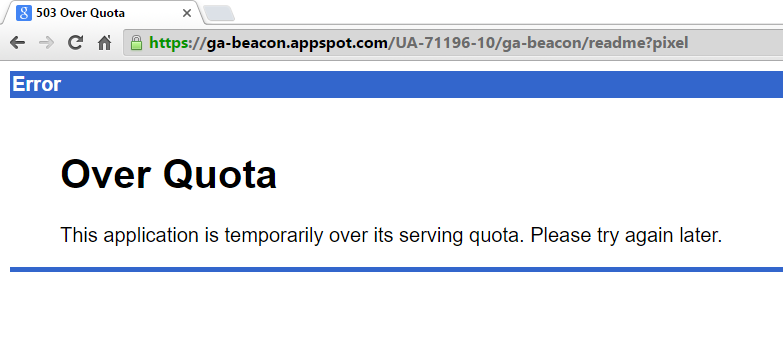 503 Over Quota
https://ga-beacon.appspot.com/UA-71196-10/ga-beacon/readme?pixel
Error
Over Quota
This application is temporarily over its serving quota. Please try again later.